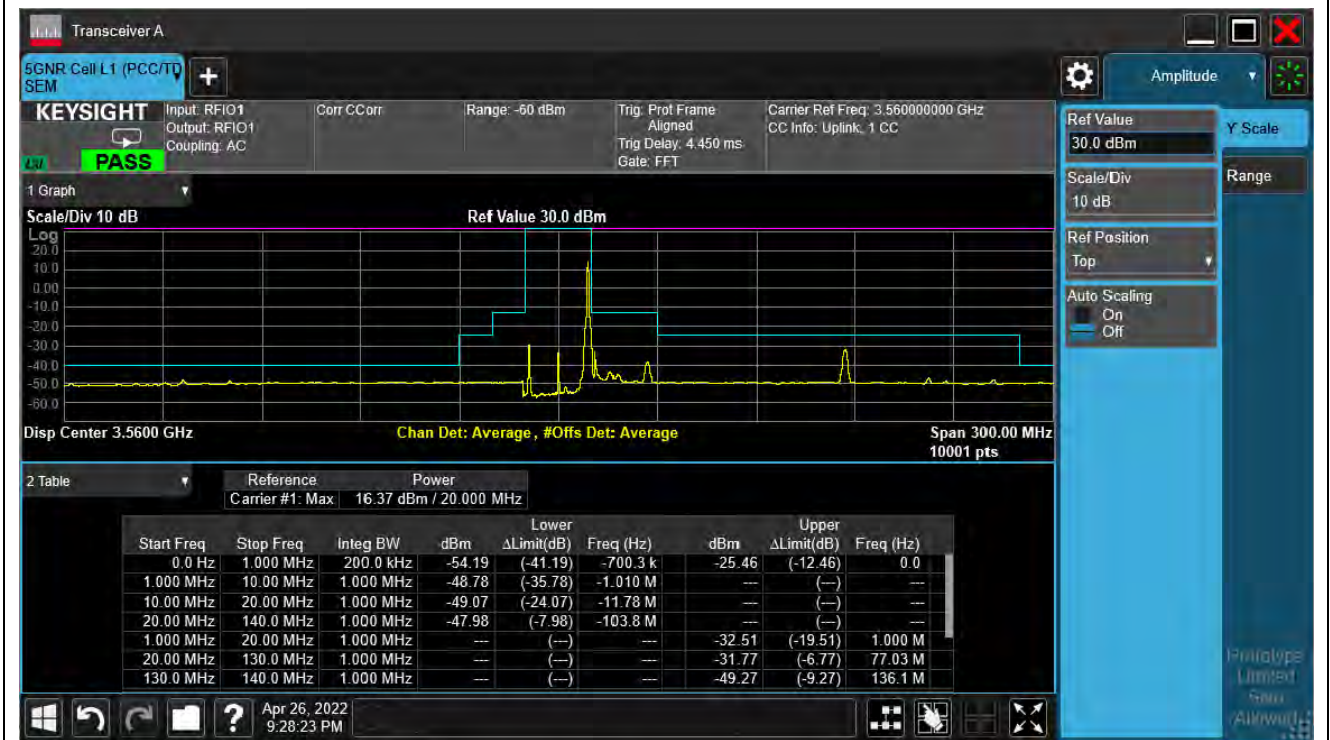 Transceiver A
5GNR Cell L1 (PCC/TD
SEM
+
Amplitude
KEYSIGHT
PASS
Input: RFIO1
Output: RFIO1
Coupling: AC
Corr CCorr
Range: -60 dBm
Trig: Prot Frame
Aligned
Trig Delay: 4.450 ms
Gate: FFT
Carrier Ref Freq: 3.560000000 GHz
CC Info: Uplink, 1 CC
Ref Value
30.0 dBm
Y Scale
Scale/Div
10 dB
Range
Ref Position
Top
Auto Scaling
On
Off
1 Graph
Scale/Div 10 dB Ref Value 30.0 dBm
Log
20.0
10.0
0.00
-10.0
-20.0
-30.0
-40.0
-50.0
-60.0
Disp Center 3.5600 GHz Chan Det: Average, #Offs Det: Average Span 300.00 MHz
10001 pts
2 Table
Reference Power
Carrier #1: Max 16.37 dBm / 20.000 MHz
Lower Upper
Start Freq Stop Freq Integ BW dBm ΔLimit(dB) Freq (Hz) dBm ΔLimit(dB) Freq (Hz)
0.0 Hz 1.000 MHz 200.0 kHz -54.19 (-41.19) -700.3 k -25.46 (-12.46) 0.0
1.000 MHz 10.00 MHz 1.000 MHz -48.78 (-35.78) -1.010 M --- (---) ---
10.00 MHz 20.00 MHz 1.000 MHz -49.07 (-24.07) -11.78 M --- (---) ---
20.00 MHz 140.0 MHz 1.000 MHz -47.98 (-7.98) -103.8 M --- (---) ---
1.000 MHz 20.00 MHz 1.000 MHz --- (---) --- -32.51 (-19.51) 1.000 M
20.00 MHz 130.0 MHz 1.000 MHz --- (---) --- -31.77 (-6.77) 77.03 M
130.0 MHz 140.0 MHz 1.000 MHz --- (---) --- -49.27 (-9.27) 136.1 M
Prototype
Limited
Allowed
?
Apr 26, 2022
9:28:23 PM